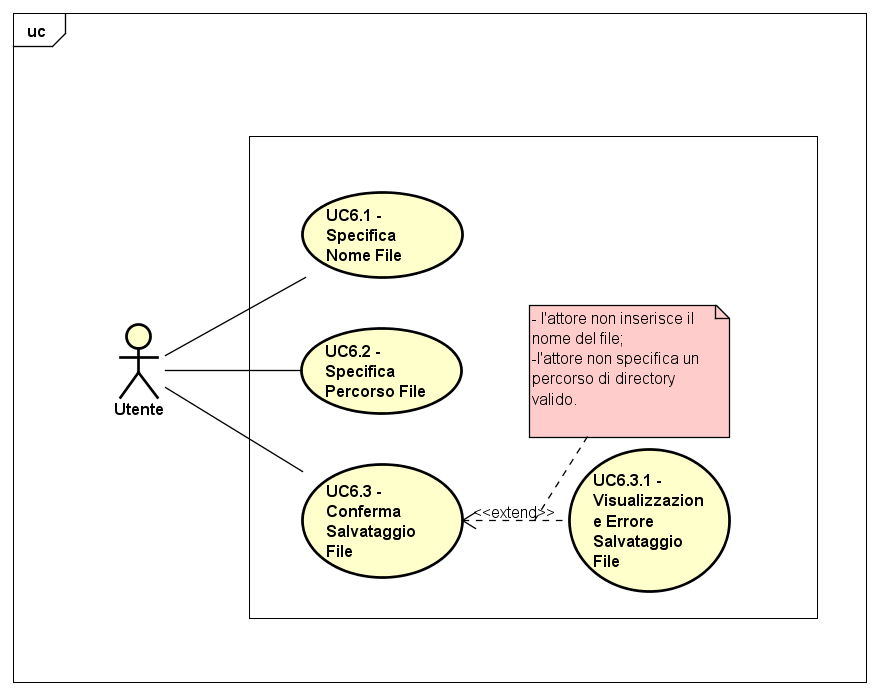 uc
UC6.1 -
Specifica
Nome File
- l'attore non inserisce il
nome del file;
-l'attore non specifica un
percorso di directory
valido.
UC6.2 -
Specifica
Percorso File
Utente
UC6.3 -
Conferma
Salvataggio
File
<<extend>>
UC6.3.1 -
Visualizzazion
e Errore
Salvataggio
File